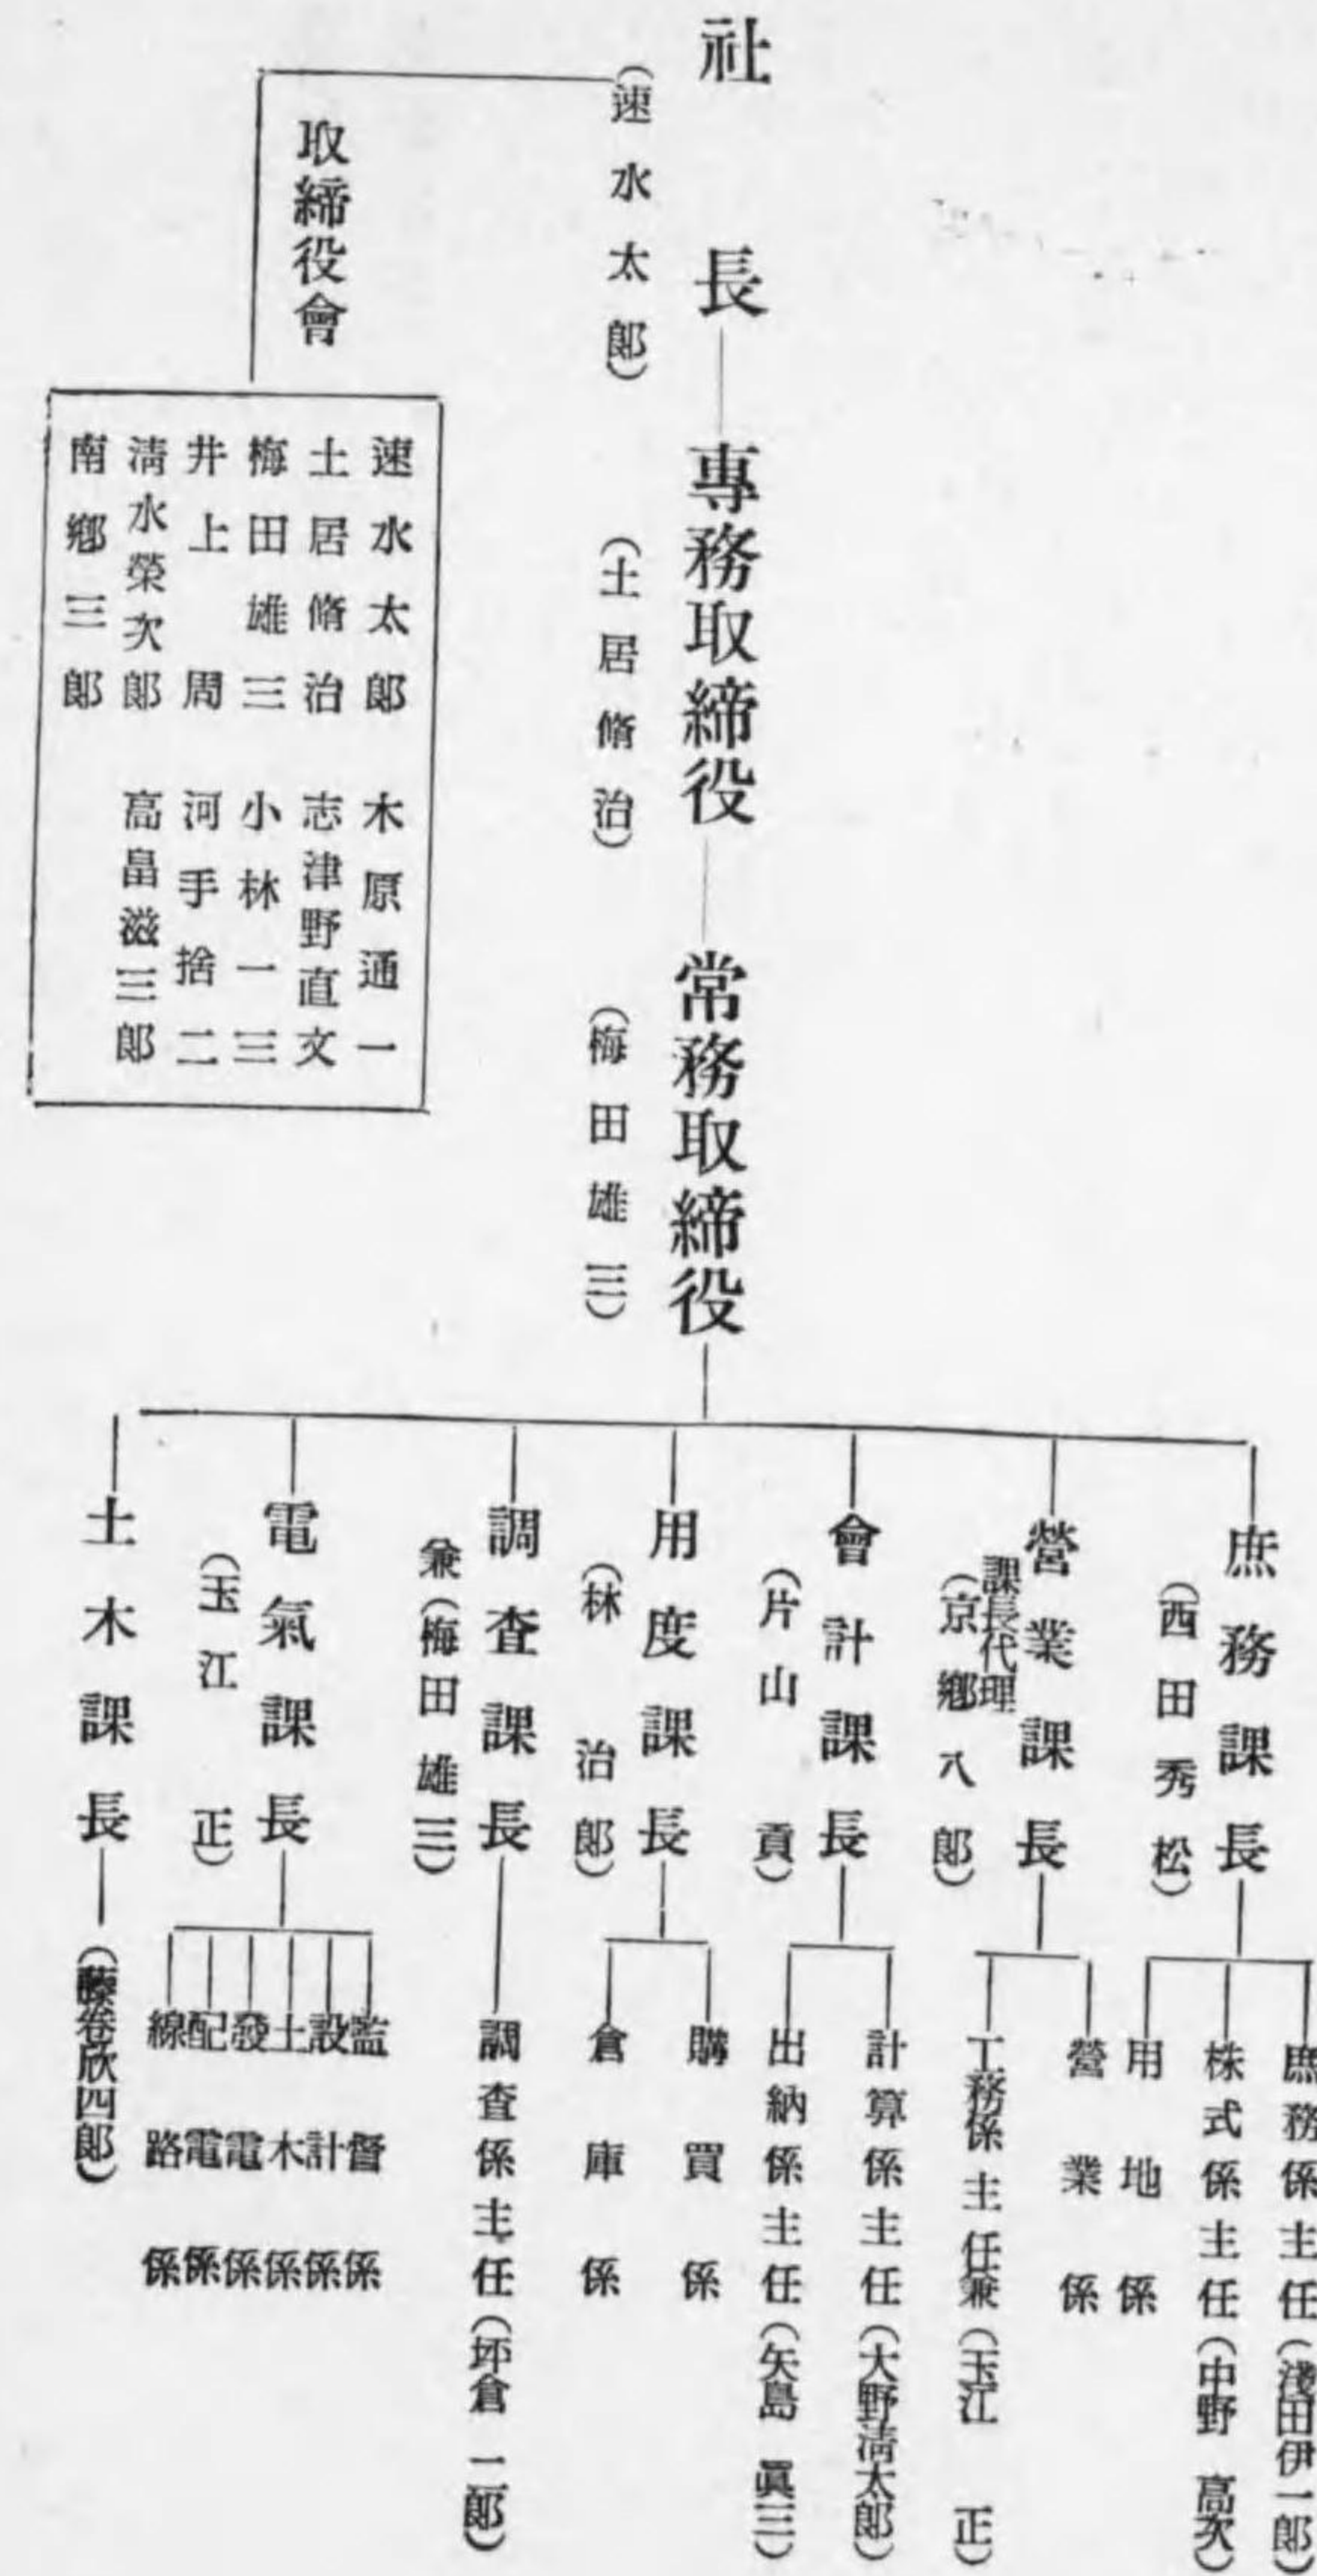 社長
(速水太郎)
專務取締役
(土居脩治)
常務取締役
(梅田雄三)
取締役會
速水太郎 木原通一
土居脩治 志津野直文
梅田雄三 小林一三
井上周 河手捨二
淸水榮次郎 高畠滋三郎
南鄕三郎
庶務課長
(西田秀松)
庶務係主任(淺田伊一郎)
株式係主任(中野高次)
用地係
營業課長
課長代理
(京鄕八郎)
營業係
工務係主任兼(玉江正)
會計課長
(片山貢)
計算係主任(大野淸太郎)
出納係主任(矢島眞三)
用度課長
(林治郎)
購買係
倉庫係
調査課長
兼(梅田雄三)
調査係主任(坪倉一郎)
電氣課長
(玉江正)
監督係
設計係
土木係
發電係
配電係
線路係
土木課長
(藤卷欣四郎)